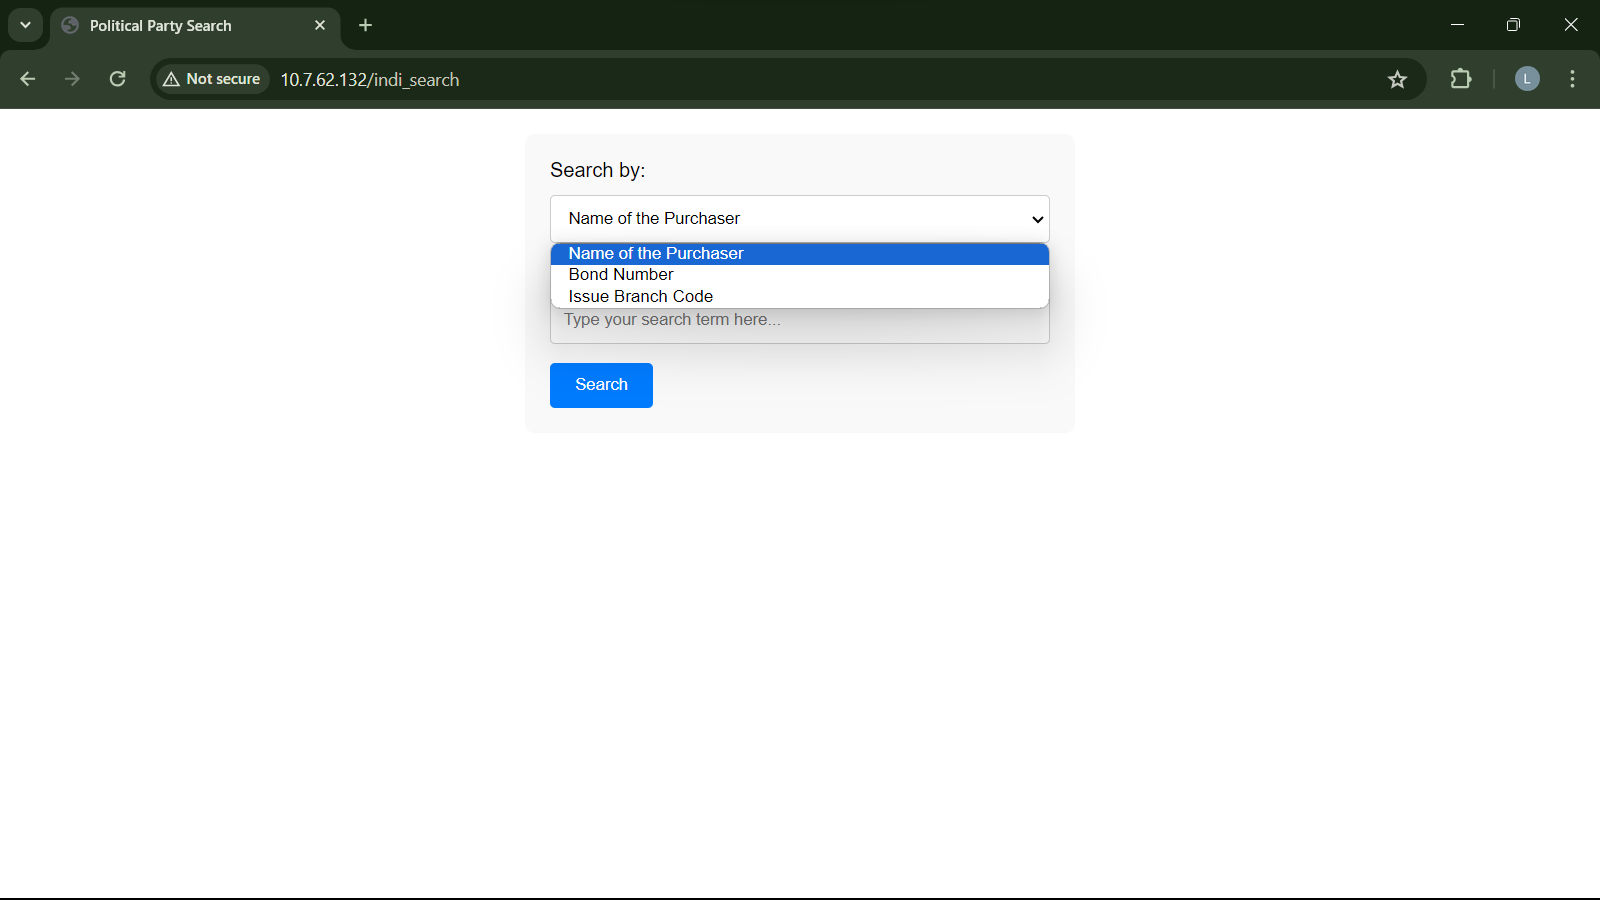 Political Party Search
Not secure
10.7.62.132/indi_search
L
Search by:
Name of the Purchaser
Name of the Purchaser
Bond Number
Issue Branch Code
Type your search term here...
Search